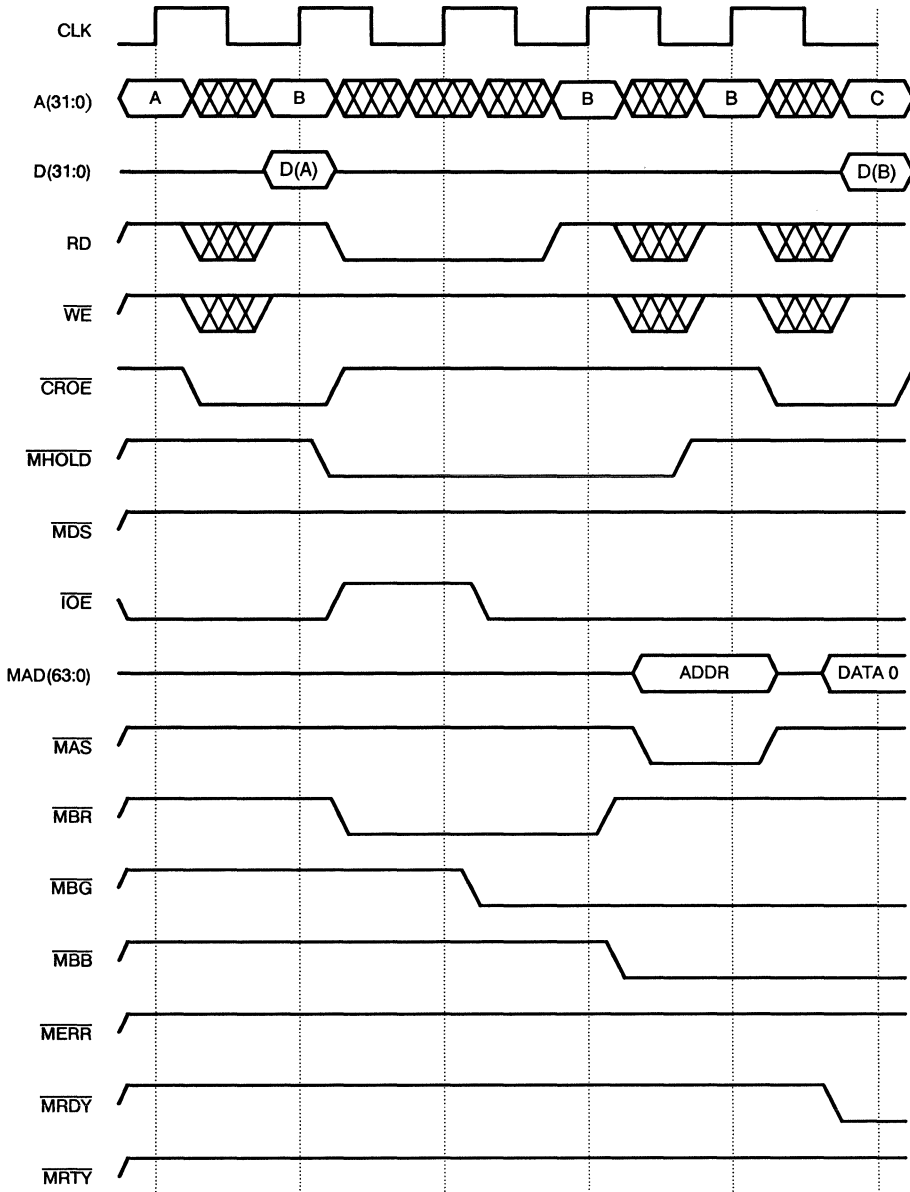 CLK
A(31:0) A B B B C
D(31:0) D(A) D(B)
RD
WE
CROE
MHOLD
MDS
IOE
MAD(63:0) ADDR DATA 0
MAS
MBR
MBG
MBB
MERR
MRDY
MRTY